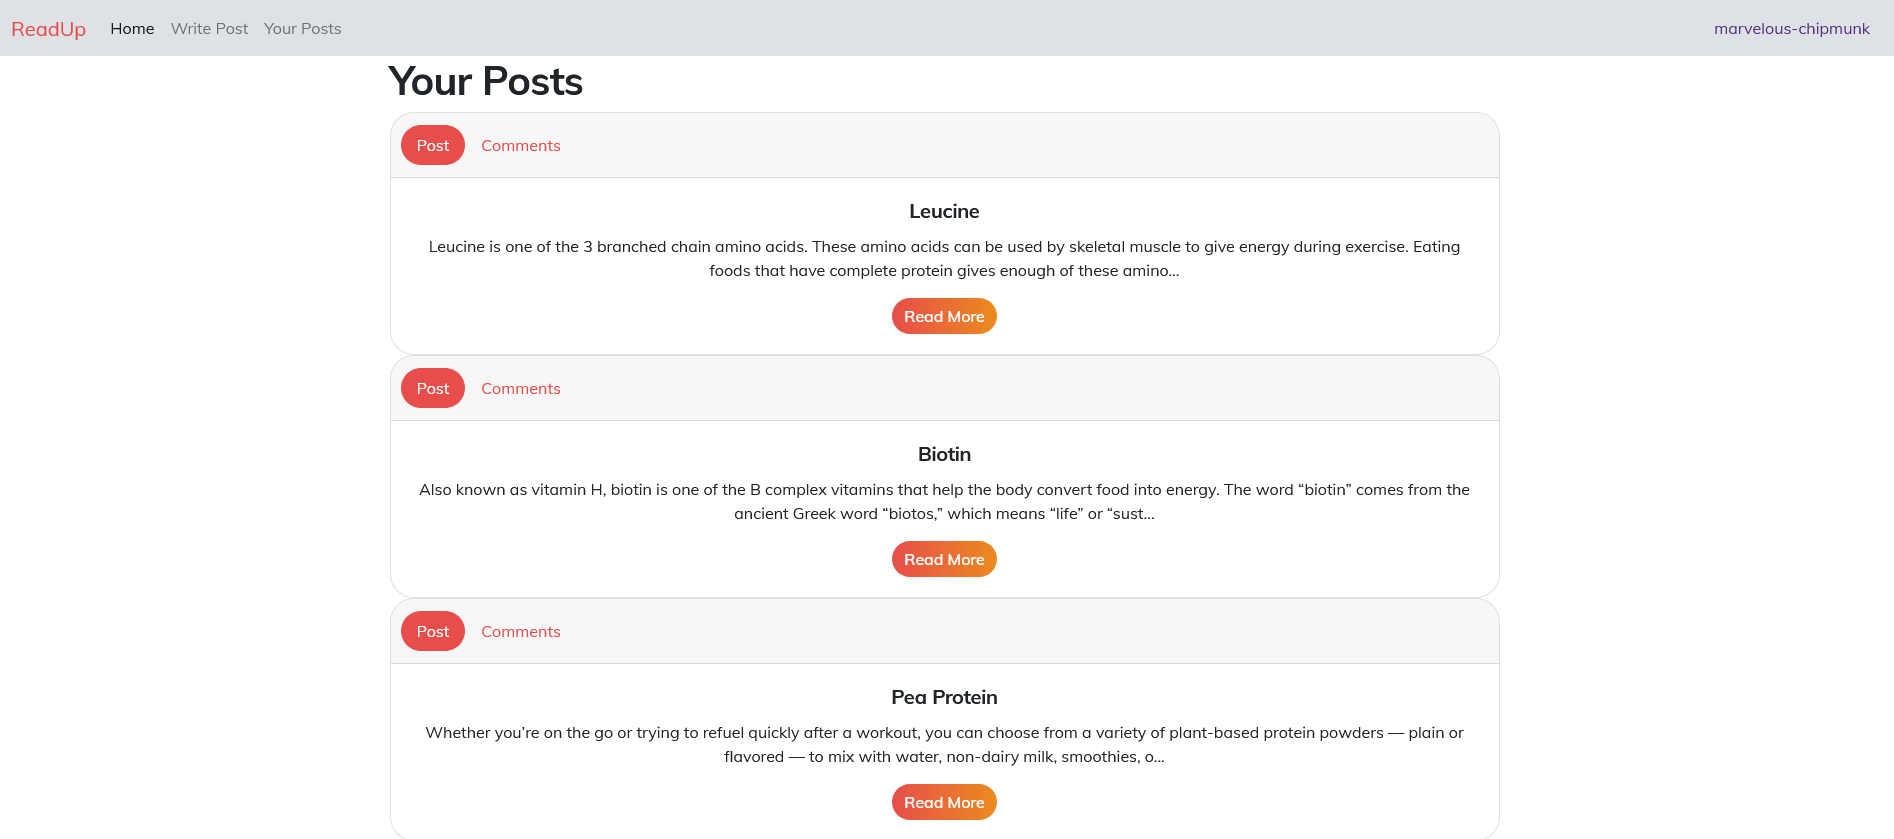 ReadUp Home Write Post Your Posts marvelous-chipmunk
Your Posts
Post Comments
Leucine
Leucine is one of the 3 branched chain amino acids. These amino acids can be used by skeletal muscle to give energy during exercise. Eating
foods that have complete protein gives enough of these amino...
Read More
Post Comments
Biotin
Also known as vitamin H, biotin is one of the B complex vitamins that help the body convert food into energy. The word “biotin” comes from the
ancient Greek word “biotos,” which means “life” or “sust...
Read More
Post Comments
Pea Protein
Whether you’re on the go or trying to refuel quickly after a workout, you can choose from a variety of plant-based protein powders — plain or
flavored — to mix with water, non-dairy milk, smoothies, o...
Read More